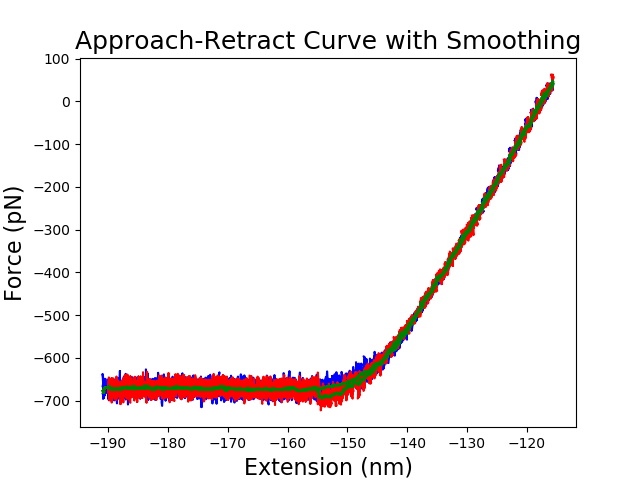 Approach-Retract Curve with Smoothing
100
0
−100
−200
−300
−400
−500
−600
−700
Force (pN)
−190 −180 −170 −160 −150 −140 −130 −120
Extension (nm)